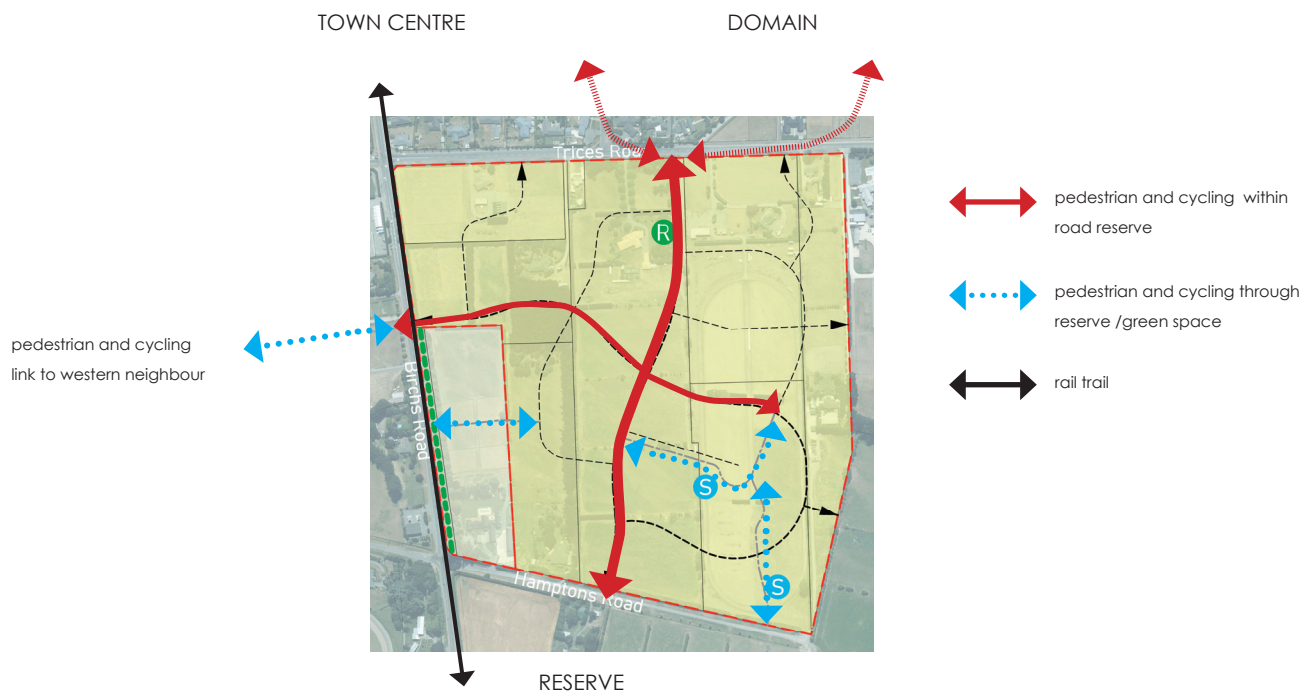 TOWN CENTRE
DOMAIN
Trices Road
R
pedestrian and cycling within
road reserve
pedestrian and cycling through
reserve /green space
rail trail
pedestrian and cycling
link to western neighbour
Birchs Road
S
S
Hamptons Road
RESERVE